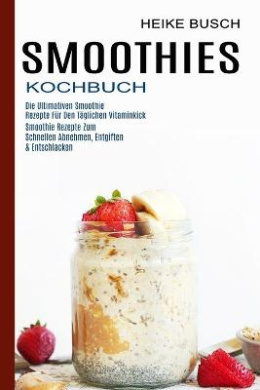 HEIKE BUSCH
SMOOTHIES
KOCHBUCH
Die Ultimativen Smoothie
Rezepte Für Den Täglichen Vitaminkick
Smoothie Rezepte Zum
Schnellen Abnehmen, Entgiften
& Entschlacken